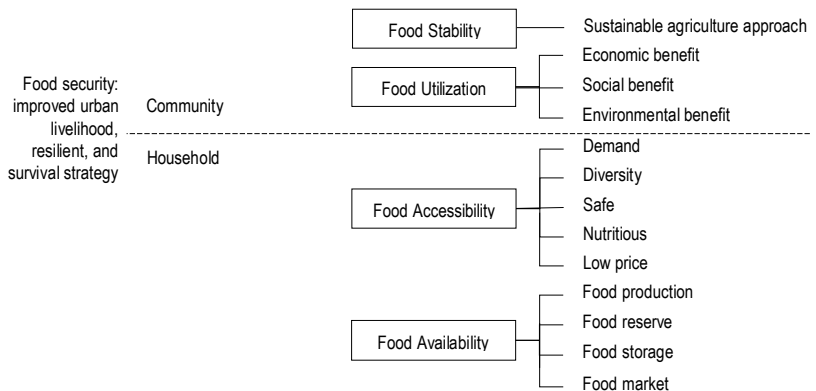 Food Stability
Sustainable agriculture approach
Food Utilization
Economic benefit
Social benefit
Environmental benefit
Food security:
improved urban
livelihood,
resilient, and
survival strategy
Community
Household
Food Accessibility
Demand
Diversity
Safe
Nutritious
Low price
Food Availability
Food production
Food reserve
Food storage
Food market